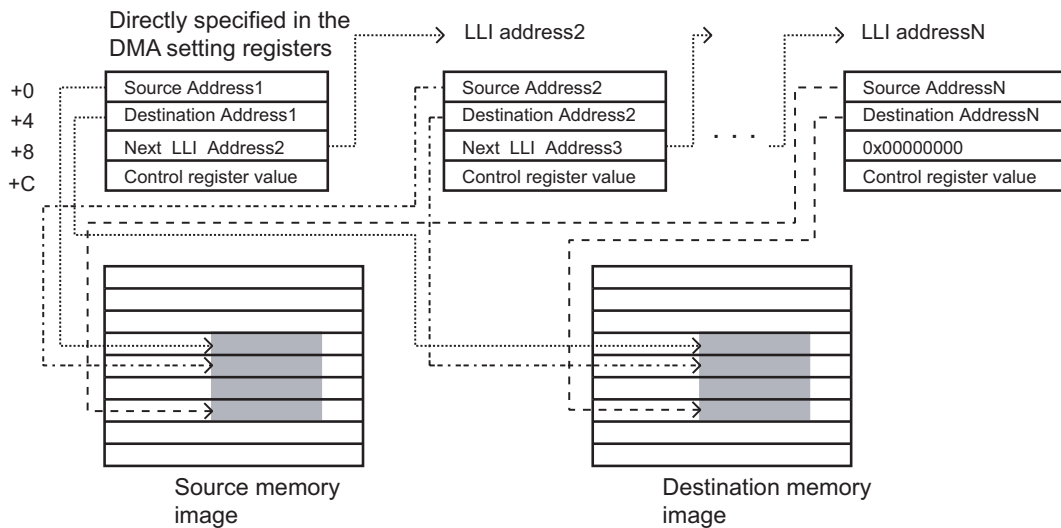 Directly specified in the
DMA setting registers
LLI address2
LLI addressN
+0
Source Address1
Source Address2
Source AddressN
+4
Destination Address1
Destination Address2
Destination AddressN
+8
Next LLI Address2
Next LLI Address3
. . .
0x00000000
+C
Control register value
Control register value
Control register value
Source memory
image
Destination memory
image